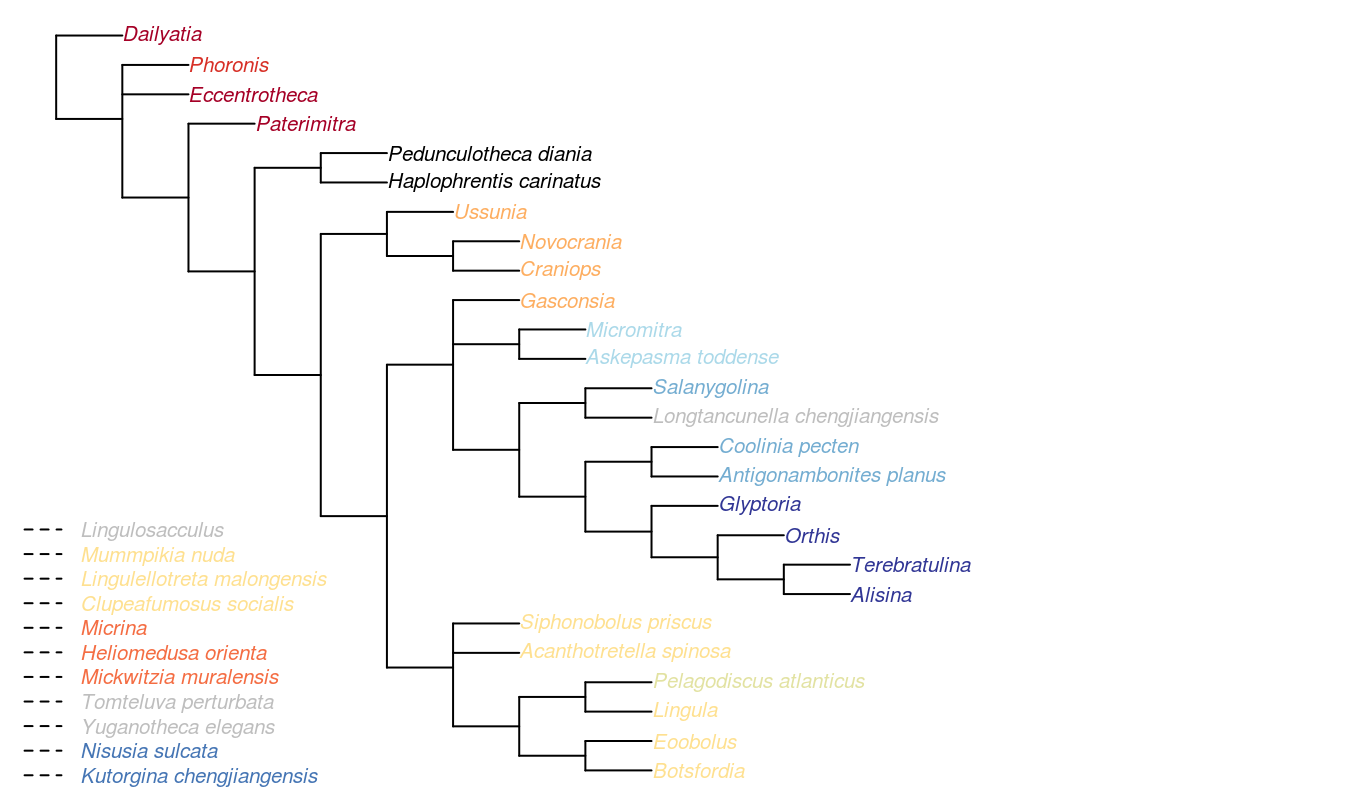 Dailyatia
Phoronis
Eccentrotheca
Paterimitra
Pedunculotheca diania
Haplophrentis carinatus
Ussunia
Novocrania
Craniops
Gasconsia
Micromitra
Askepasma toddense
Salanygolina
Longtancunella chengjiangensis
Coolinia pecten
Antigonambonites planus
Glyptoria
Orthis
Terebratulina
Alisina
Siphonobolus priscus
Acanthotretella spinosa
Pelagodiscus atlanticus
Lingula
Eoobolus
Botsfordia
Lingulosacculus
Mummpikia nuda
Lingulellotreta malongensis
Clupeafumosus socialis
Micrina
Heliomedusa orienta
Mickwitzia muralensis
Tomteluva perturbata
Yuganotheca elegans
Nisusia sulcata
Kutorgina chengjiangensis